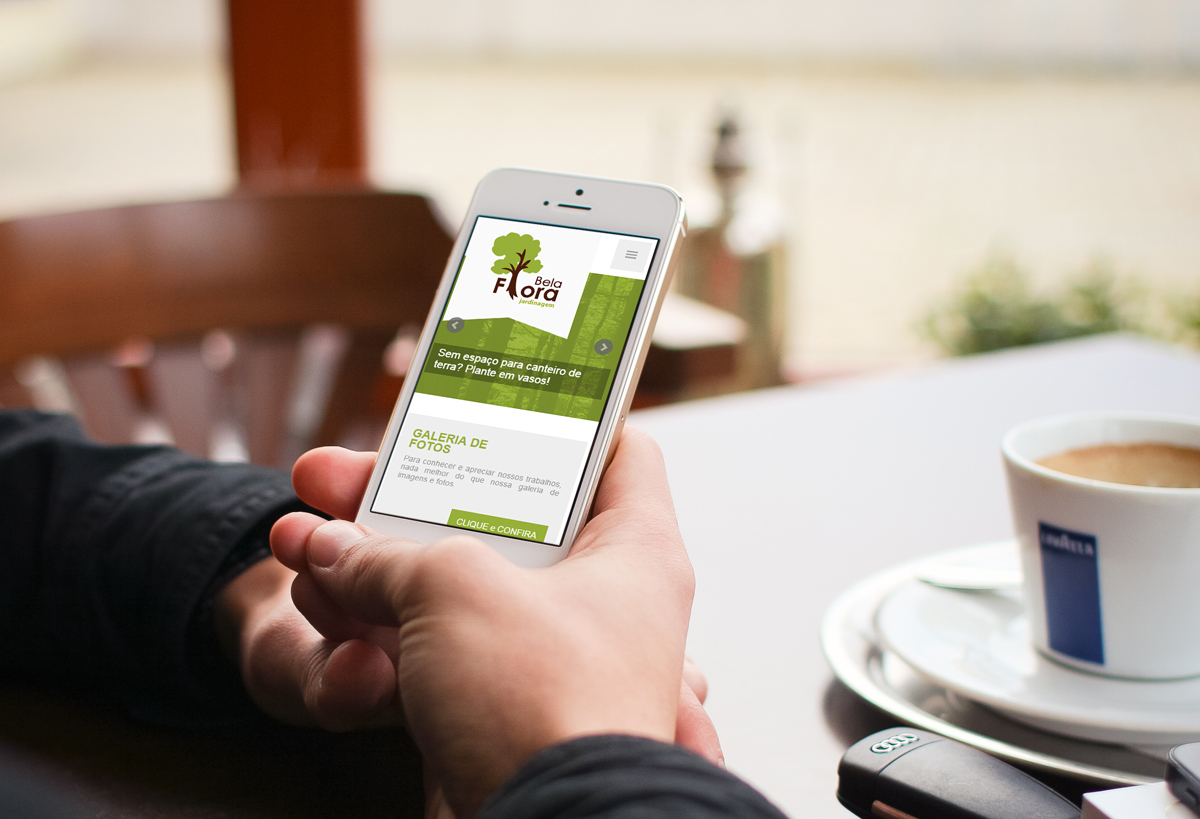 Bela
Flora
jardinagem
Sem espaço para canteiro de
terra? Plante em vasos!
GALERIA DE
FOTOS
Para conhecer e apreciar nossos trabalhos,
nada melhor do que nossa galeria de
imagens e fotos.
CLIQUE e CONFIRA
LAVAZZA